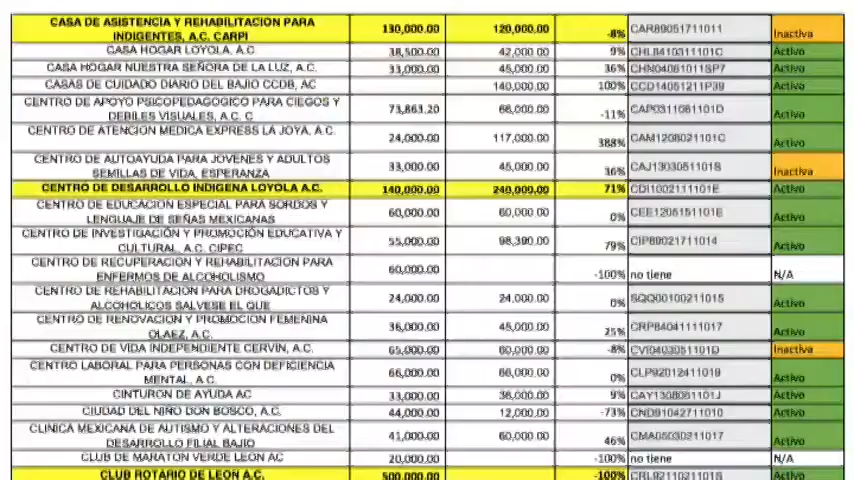 CASA DE ASISTENCIA Y REHABILITACION PARA
INDIGENTES, A.C. CARPI 130,000.00 120,000.00 -8% CAR89051711011 Inactiva
CASA HOGAR LOYOLA, A.C 38,500.00 42,000.00 9% Activo
CASA HOGAR NUESTRA SEÑORA DE LA LUZ, A.C. 33,000.00 45,000.00 36% Activo
CASAS DE CUIDADO DIARIO DEL BAJIO CCDB, AC 140,000.00 100% CCD14051211P39 Activo
CENTRO DE APOYO PSICOPEDAGOGICO PARA CIEGOS Y
DEBILES VISUALES, A.C. C 73,863.20 66,000.00 -11% Activo
CENTRO DE ATENCION MEDICA EXPRESS LA JOYA, A.C.
24,000.00 117,000.00 388% Activo
CENTRO DE AUTOAYUDA PARA JOVENES Y ADULTOS
SEMILLAS DE VIDA, ESPERANZA 33,000.00 45,000.00 36% Inactiva
CENTRO DE DESARROLLO INDIGENA LOYOLA A.C. 140,000.00 240,000.00 71% CDI1002111101E Activo
CENTRO DE EDUCACION ESPECIAL PARA SORDOS Y
LENGUAJE DE SEÑAS MEXICANAS 60,000.00 60,000.00 0% CEE1205151101E Activo
CENTRO DE INVESTIGACIÓN Y PROMOCIÓN EDUCATIVA Y
CULTURAL, A.C. CIPEC 55,000.00 98,390.00 79% CIP89021711014 Activo
CENTRO DE RECUPERACION Y REHABILITACION PARA
ENFERMOS DE ALCOHOLISMO 60,000.00 -100% no tiene N/A
CENTRO DE REHABILITACION PARA DROGADICTOS Y
ALCOHOLICOS SALVESE EL QUE 24,000.00 24,000.00 0% SQQ00100211015 Activo
CENTRO DE RENOVACION Y PROMOCION FEMENINA
OLAEZ, A.C. 36,000.00 45,000.00 25% CRP84041111017 Activo
CENTRO DE VIDA INDEPENDIENTE CERVIN, A.C. 65,000.00 60,000.00 -8% Inactiva
CENTRO LABORAL PARA PERSONAS CON DEFICIENCIA
MENTAL, A.C. 66,000.00 66,000.00 0% CLP92012411019 Activo
CINTURON DE AYUDA AC 33,000.00 36,000.00 9% CAY1308061101J Activo
CIUDAD DEL NIÑO DON BOSCO, A.C. 44,000.00 12,000.00 -73% CND91042711010 Activo
CLINICA MEXICANA DE AUTISMO Y ALTERACIONES DEL
DESARROLLO FILIAL BAJIO 41,000.00 60,000.00 46% CMA05030211017 Activo
CLUB DE MARATON VERDE LEON AC 20,000.00 -100% no tiene N/A
CLUB ROTARIO DE LEON A.C. 500,000.00 -100% Activo